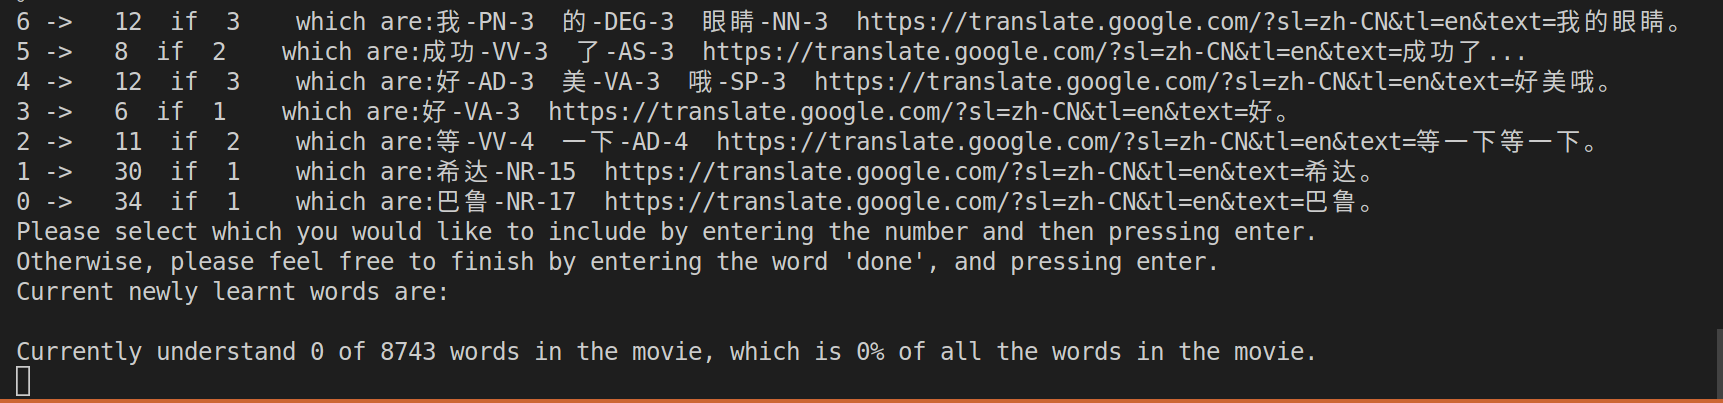 6 -> 12 if 3 which are:我-PN-3 的-DEG-3 眼睛-NN-3 https://translate.google.com/?sl=zh-CN&tl=en&text=我的眼睛。
5 -> 8 if 2 which are:成功-VV-3 了-AS-3 https://translate.google.com/?sl=zh-CN&tl=en&text=成功了...
4 -> 12 if 3 which are:好-AD-3 美-VA-3 哦-SP-3 https://translate.google.com/?sl=zh-CN&tl=en&text=好美哦。
3 -> 6 if 1 which are:好-VA-3 https://translate.google.com/?sl=zh-CN&tl=en&text=好。
2 -> 11 if 2 which are:等-VV-4 一下-AD-4 https://translate.google.com/?sl=zh-CN&tl=en&text=等一下等一下。
1 -> 30 if 1 which are:希达-NR-15 https://translate.google.com/?sl=zh-CN&tl=en&text=希达。
0 -> 34 if 1 which are:巴鲁-NR-17 https://translate.google.com/?sl=zh-CN&tl=en&text=巴鲁。
Please select which you would like to include by entering the number and then pressing enter.
Otherwise, please feel free to finish by entering the word 'done', and pressing enter.
Current newly learnt words are:
Currently understand 0 of 8743 words in the movie, which is 0% of all the words in the movie.